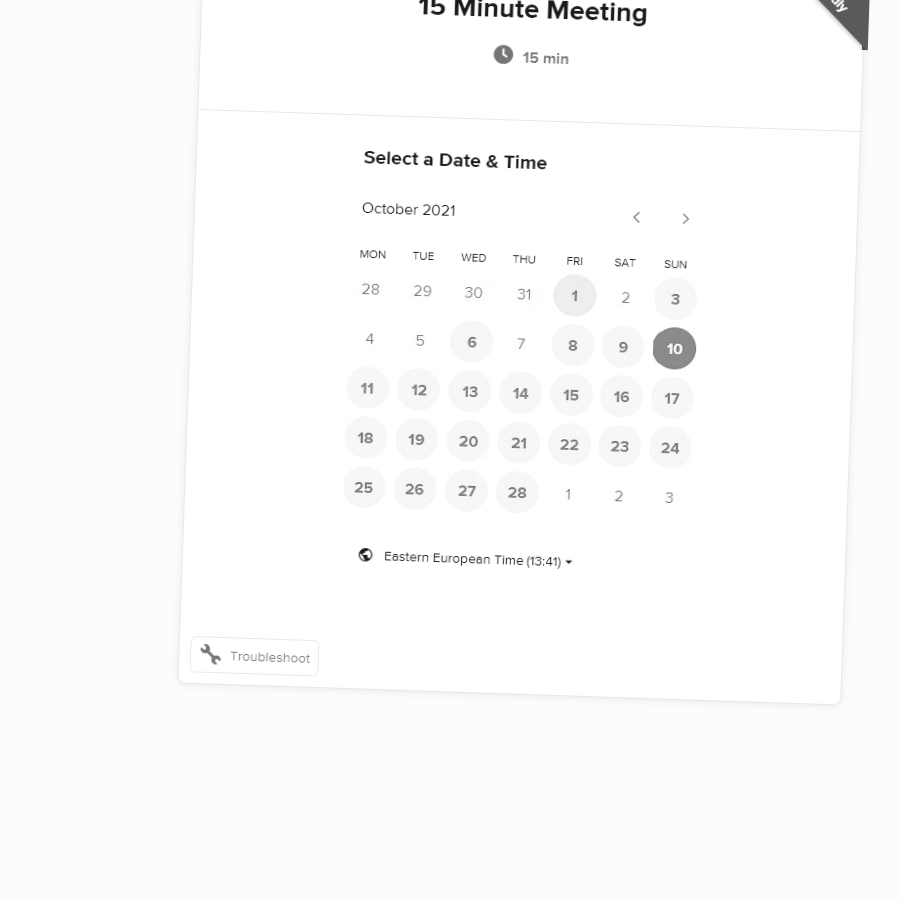 15 Minute Meeting
15 min
Select a Date & Time
October 2021
MON TUE WED THU FRI SAT SUN
28 29 30 31 1 2 3
4 5 6 7 8 9 10
11 12 13 14 15 16 17
18 19 20 21 22 23 24
25 26 27 28 1 2 3
Eastern European Time (13:41)
Troubleshoot